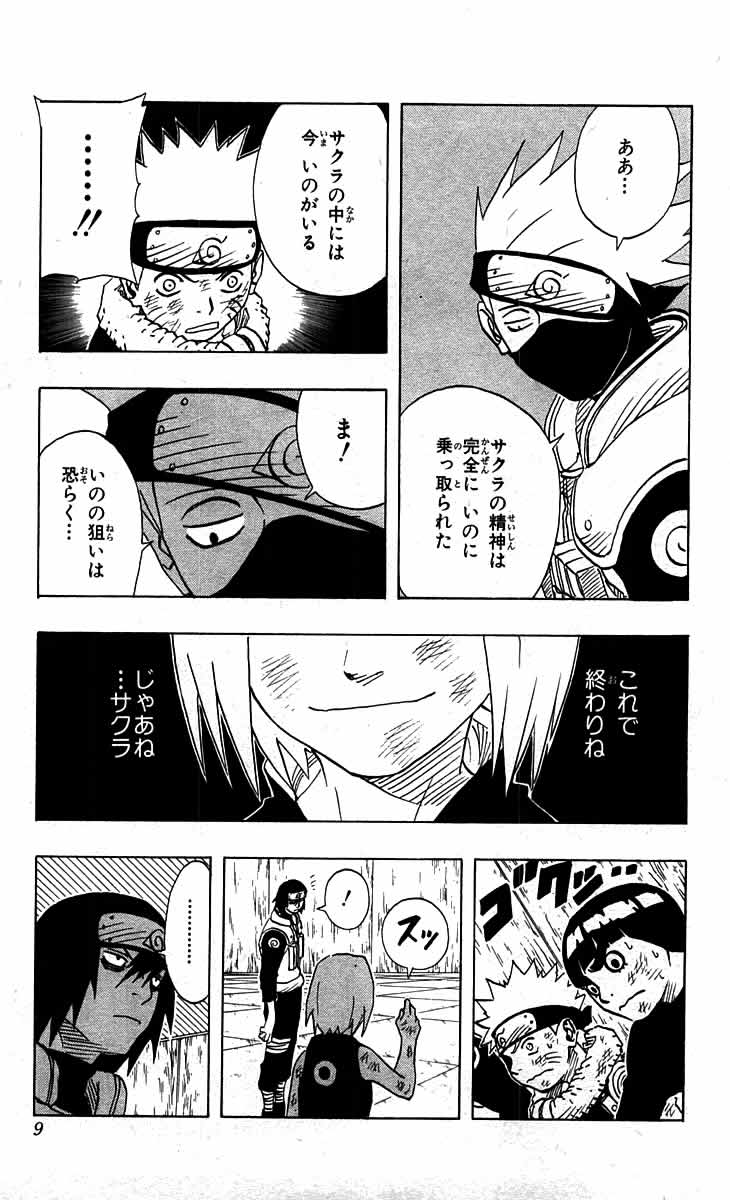 ああ…
サクラの精神は
完全に いのに
乗っ取られた
サクラの中には
今 いのがいる
………!!
ま!
いのの狙いは
恐らく…
これで
終わりね
じゃあね
…サクラ
ゴクッ…
スッ
!
………
9